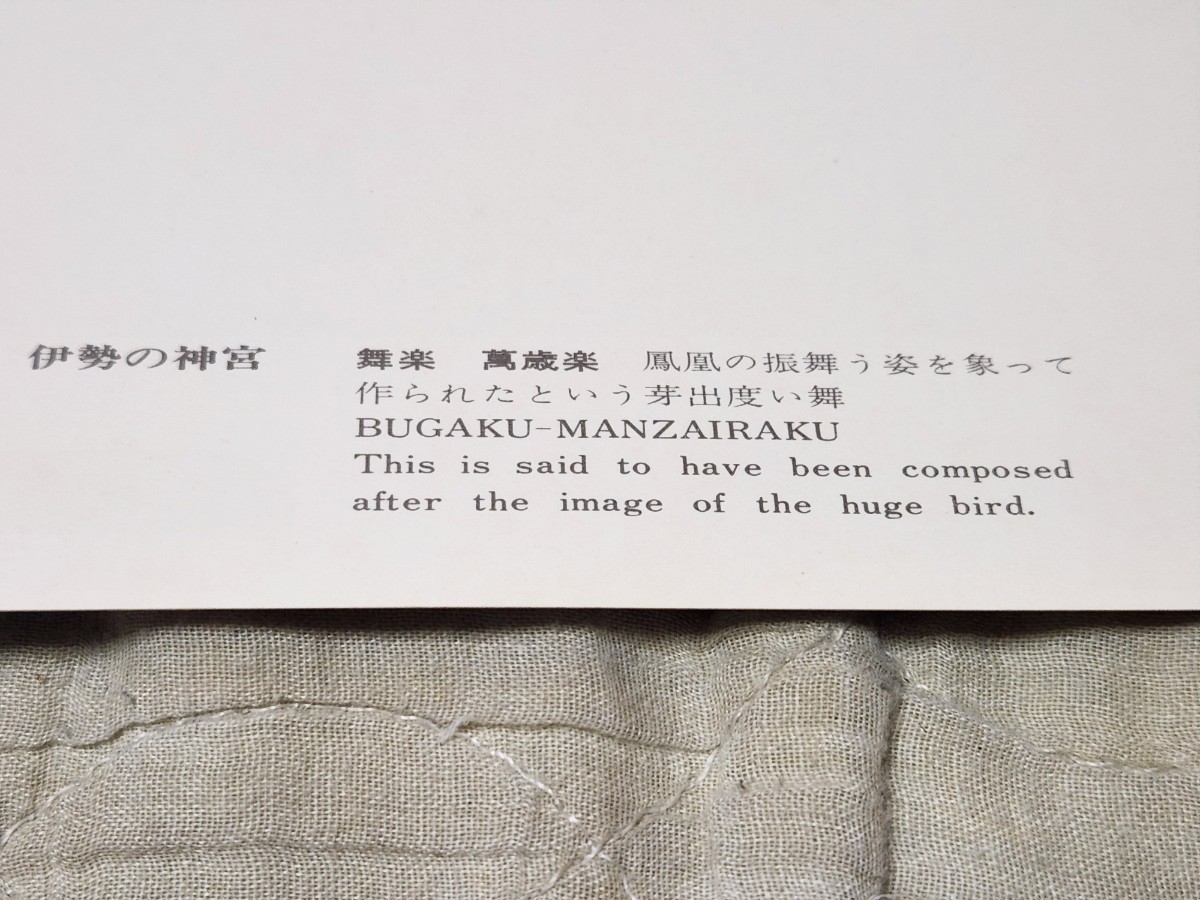 伊勢の神宮
舞楽　萬歳楽　鳳凰の振舞う姿を象って
作られたという芽出度い舞
BUGAKU-MANZAIRAKU
This is said to have been composed
after the image of the huge bird.